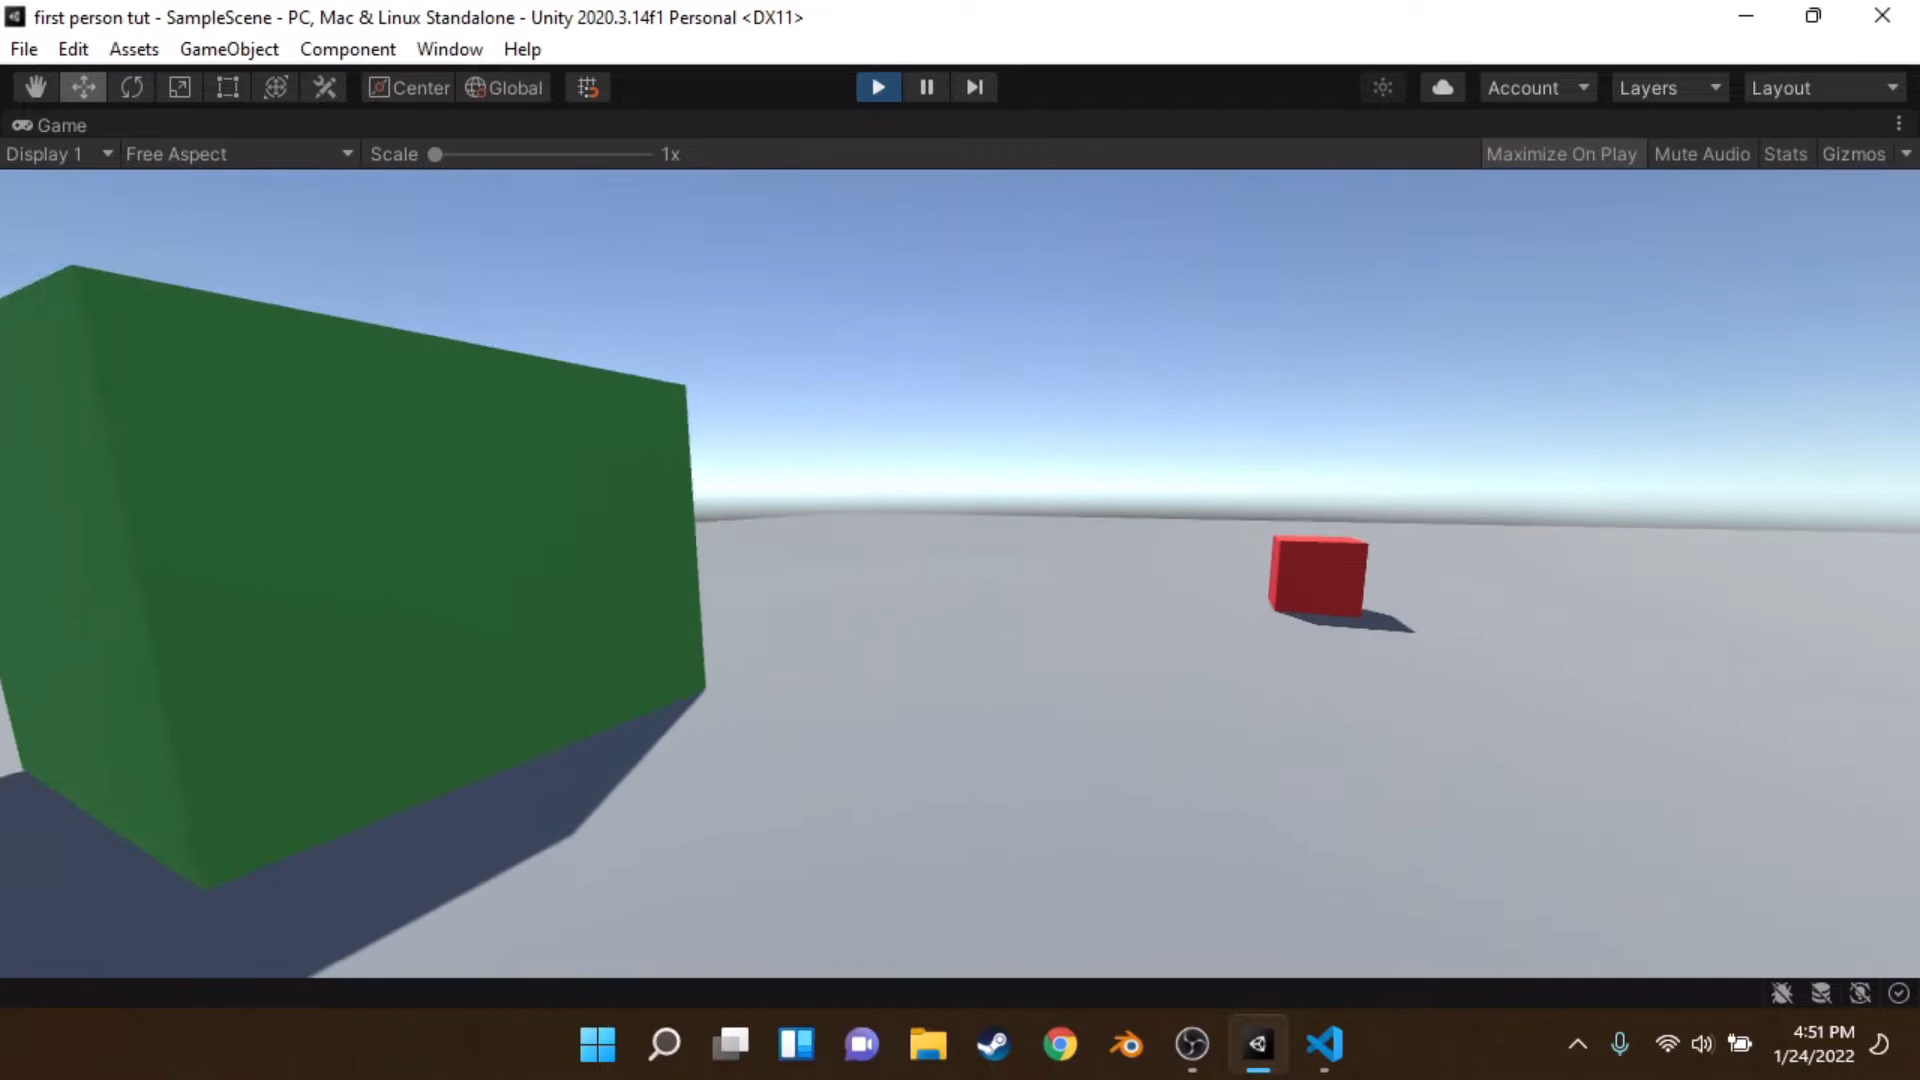 first person tut - SampleScene - PC, Mac & Linux Standalone - Unity 2020.3.14f1 Personal <DX11>
File Edit Assets GameObject Component Window Help
Center Global Account Layers Layout
Game
Display 1 Free Aspect Scale 1x Maximize On Play Mute Audio Stats Gizmos
4:51 PM
1/24/2022